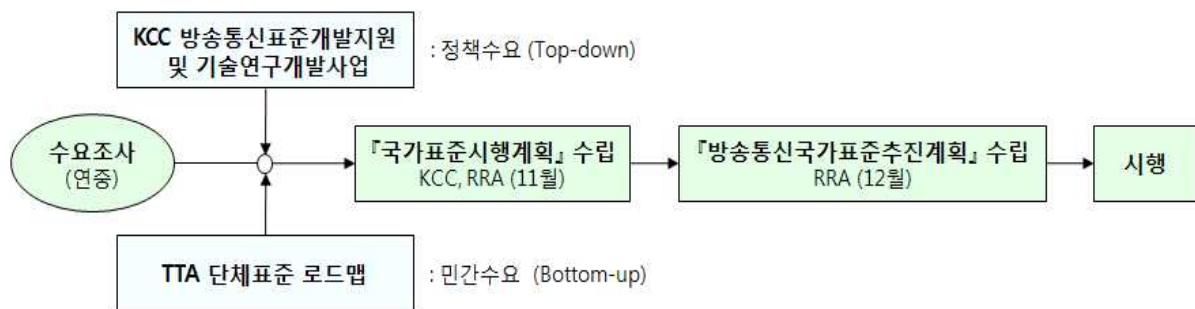 KCC 방송통신표준개발지원
및 기술연구개발사업
: 정책수요 (Top-down)
수요조사
(연중)
『국가표준시행계획』 수립
KCC, RRA (11월)
『방송통신국가표준추진계획』 수립
RRA (12월)
시행
TTA 단체표준 로드맵
: 민간수요 (Bottom-up)